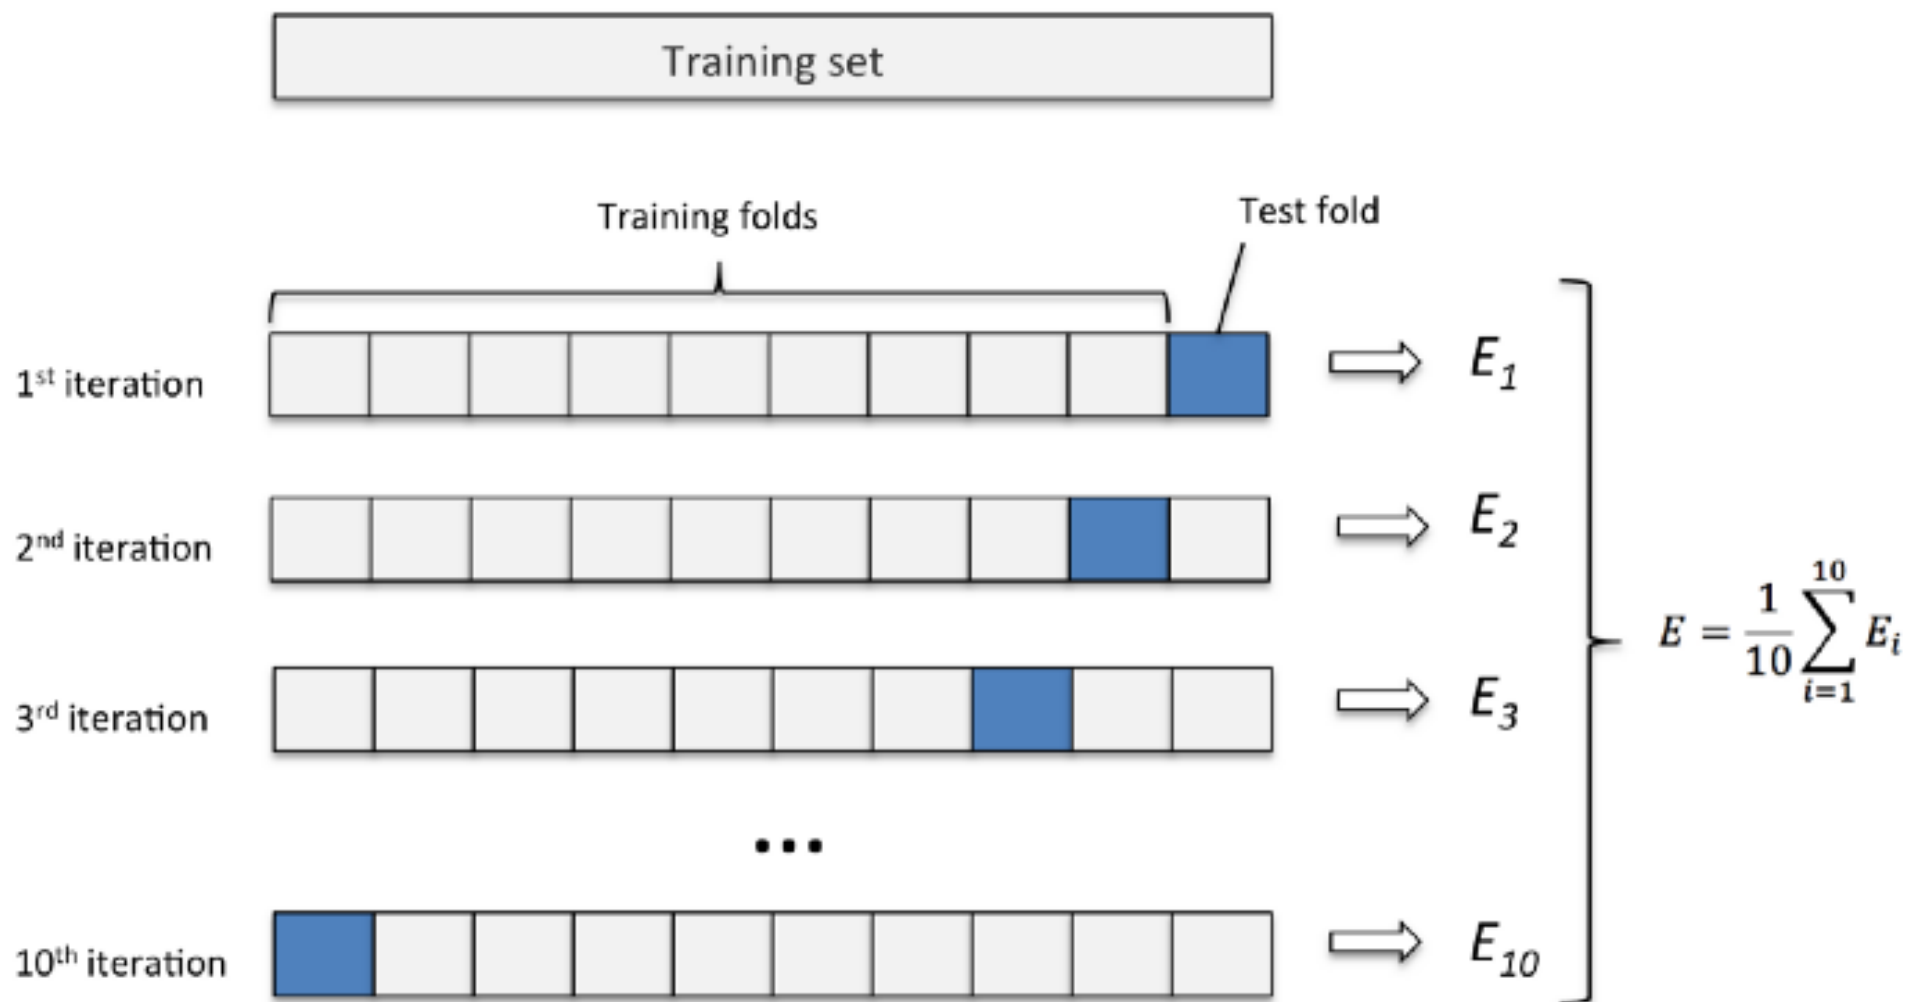 Training set
Training folds
Test fold
1st iteration
E1
2nd iteration
E2
3rd iteration
E3
E = 1/10 ∑_{i=1}^{10} Ei
...
10th iteration
E10